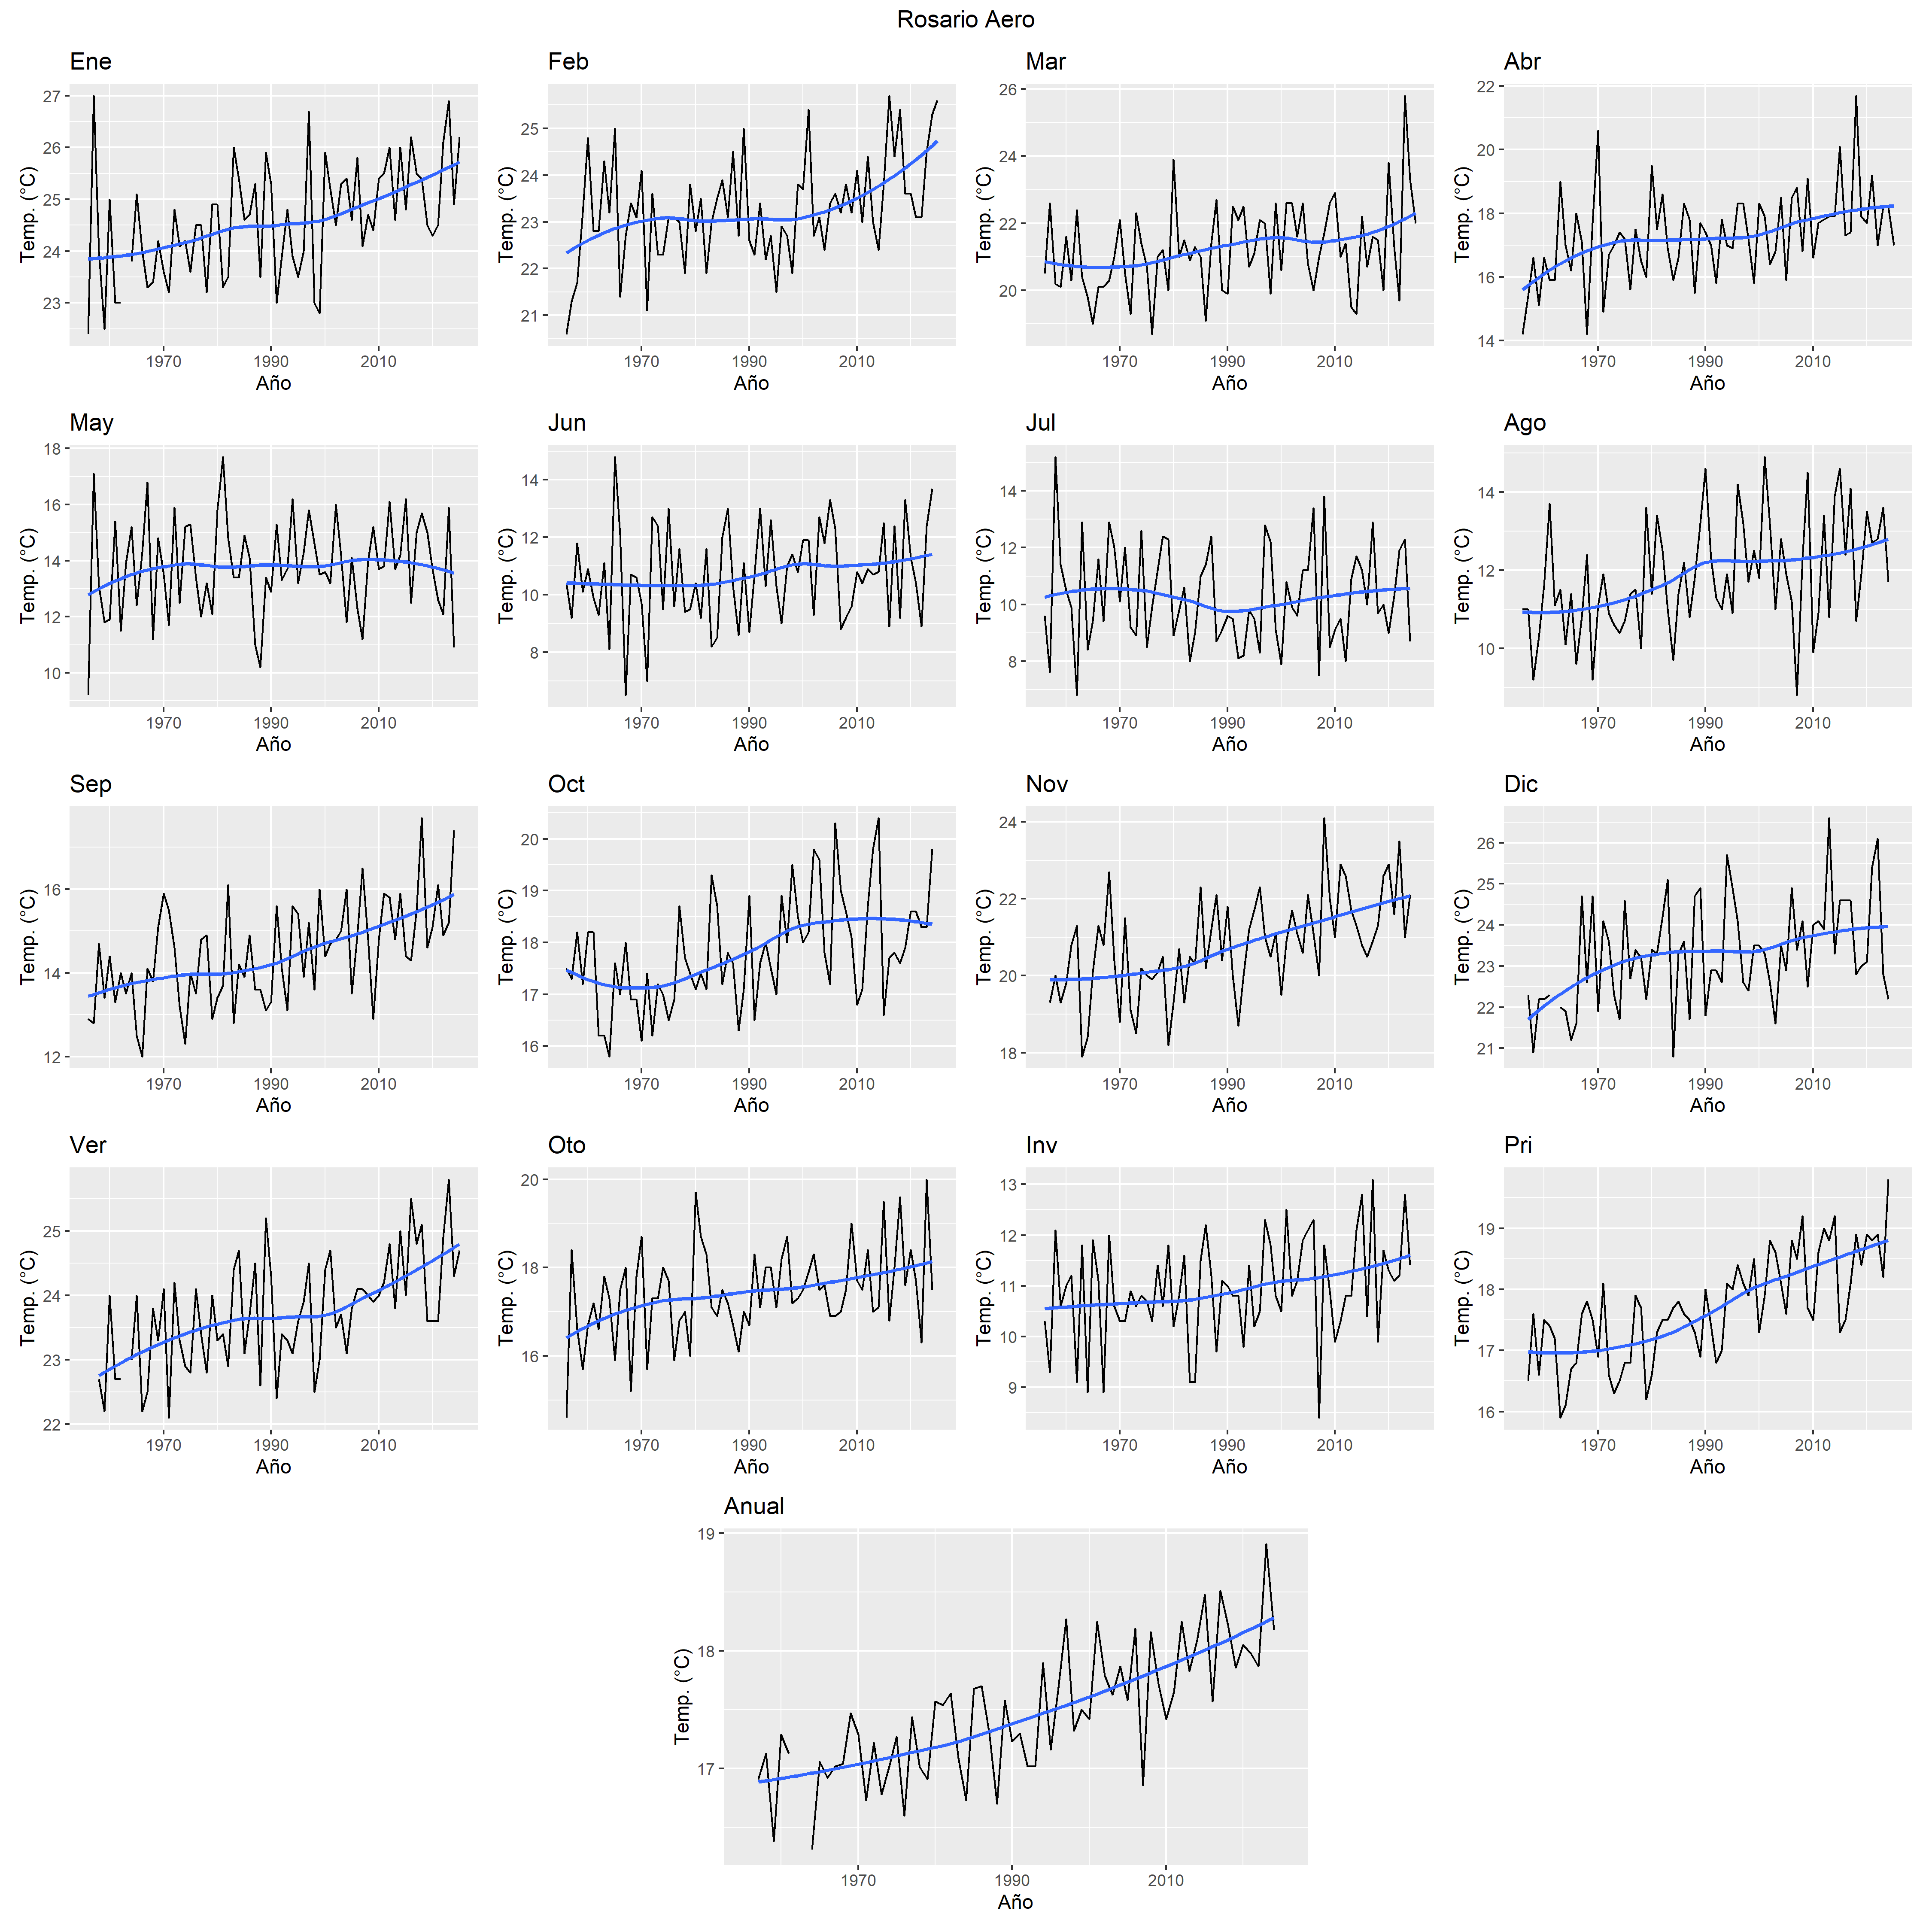 Rosario Aero
Ene
Feb
Mar
Abr
27
26
25
24
23
Temp. (°C)
1970 1990 2010
Año
25
24
23
22
21
Temp. (°C)
1970 1990 2010
Año
26
24
22
20
Temp. (°C)
1970 1990 2010
Año
22
20
18
16
14
Temp. (°C)
1970 1990 2010
Año
May
Jun
Jul
Ago
18
16
14
12
10
Temp. (°C)
1970 1990 2010
Año
14
12
10
8
Temp. (°C)
1970 1990 2010
Año
14
12
10
8
Temp. (°C)
1970 1990 2010
Año
14
12
10
Temp. (°C)
1970 1990 2010
Año
Sep
Oct
Nov
Dic
16
14
12
Temp. (°C)
1970 1990 2010
Año
20
19
18
17
16
Temp. (°C)
1970 1990 2010
Año
24
22
20
18
Temp. (°C)
1970 1990 2010
Año
26
25
24
23
22
21
Temp. (°C)
1970 1990 2010
Año
Ver
Oto
Inv
Pri
25
24
23
22
Temp. (°C)
1970 1990 2010
Año
20
18
16
Temp. (°C)
1970 1990 2010
Año
13
12
11
10
9
Temp. (°C)
1970 1990 2010
Año
19
18
17
16
Temp. (°C)
1970 1990 2010
Año
Anual
19
18
17
Temp. (°C)
1970 1990 2010
Año